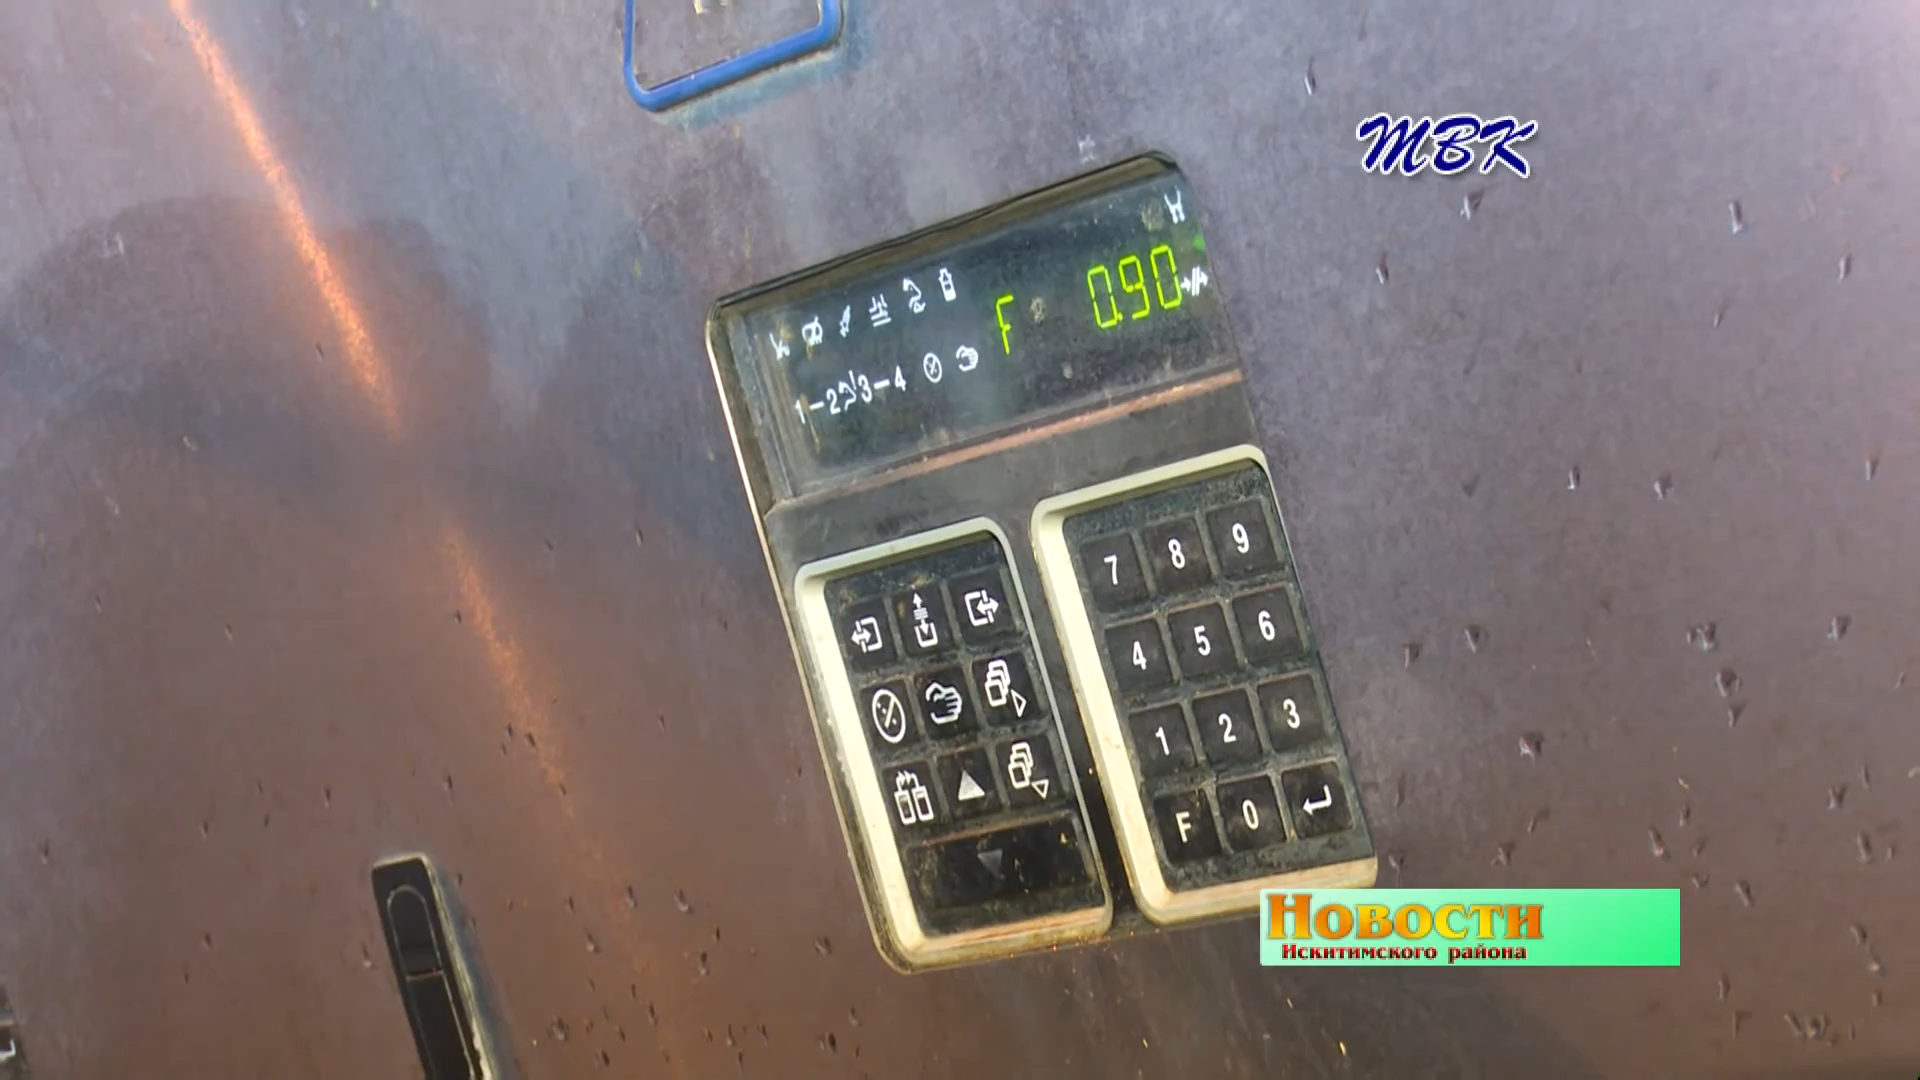 ТВК
F 0.90
1-2 3-4
7 8 9
4 5 6
1 2 3
F 0
Новости
Искитимского района